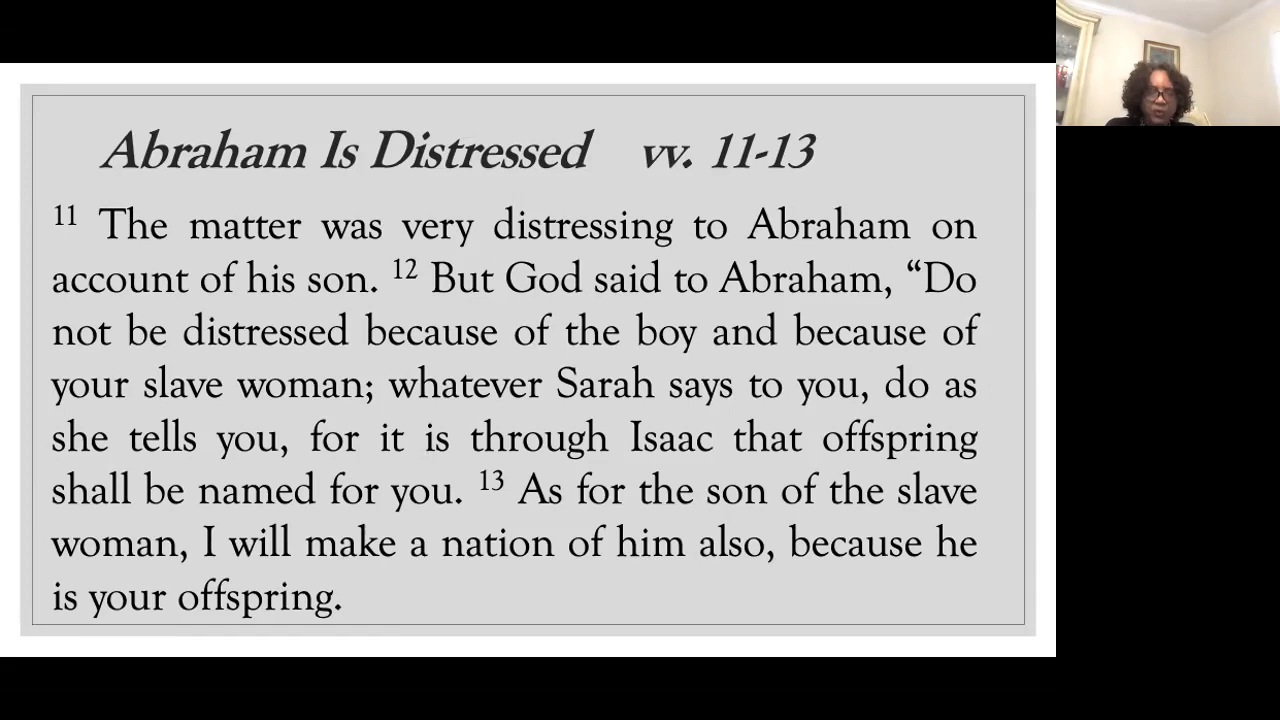 Abraham Is Distressed vv. 11-13
11 The matter was very distressing to Abraham on
account of his son. 12 But God said to Abraham, “Do
not be distressed because of the boy and because of
your slave woman; whatever Sarah says to you, do as
she tells you, for it is through Isaac that offspring
shall be named for you. 13 As for the son of the slave
woman, I will make a nation of him also, because he
is your offspring.